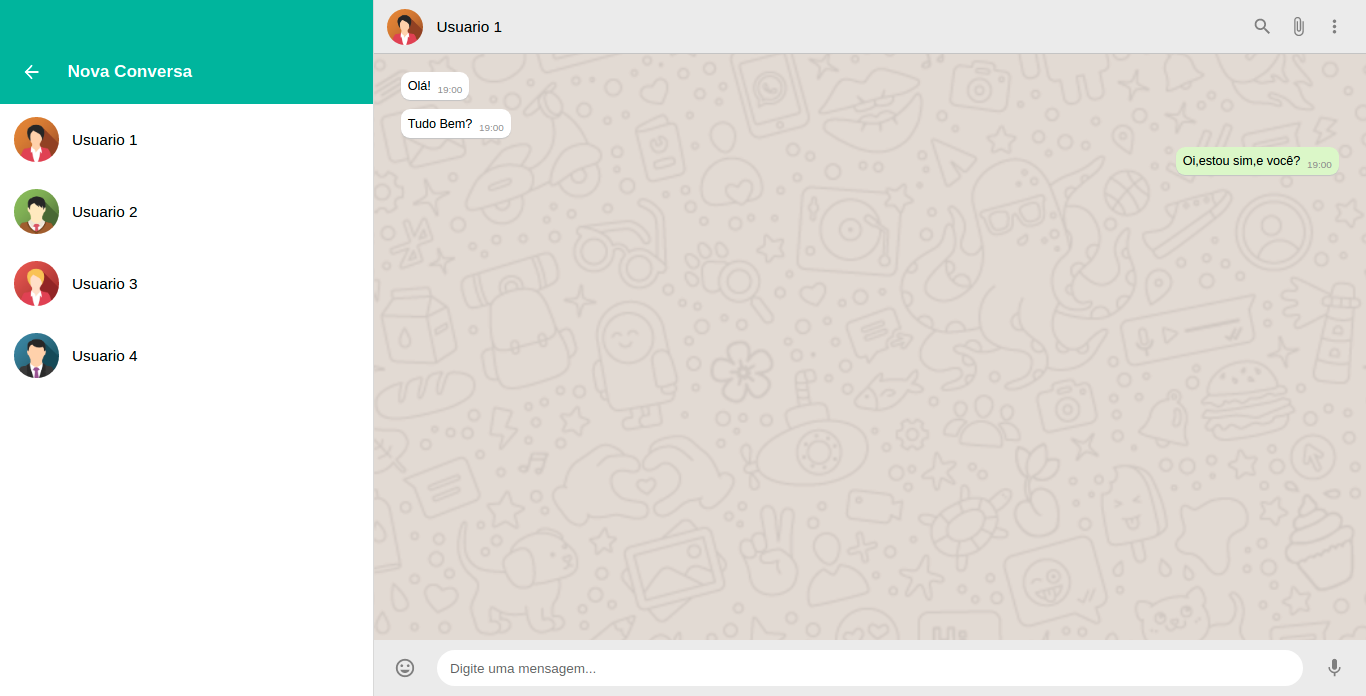 Nova Conversa
Usuario 1
Usuario 2
Usuario 3
Usuario 4
Usuario 1
Olá! 19:00
Tudo Bem? 19:00
Oi,estou sim,e você? 19:00
Digite uma mensagem...